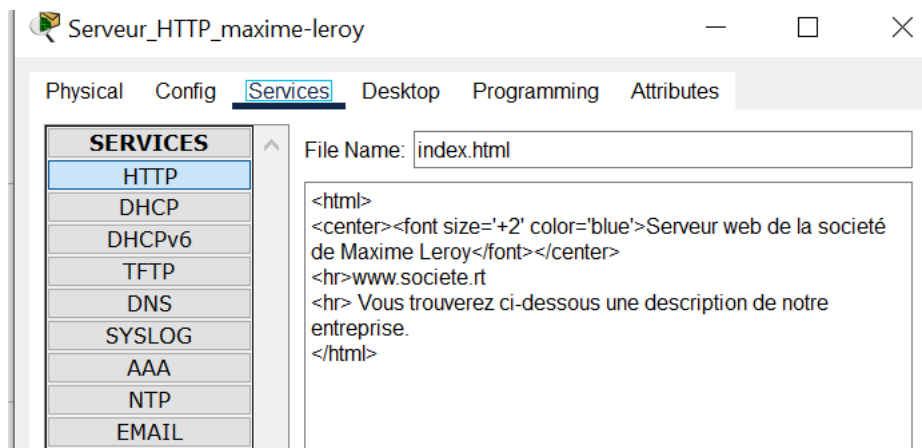 Serveur_HTTP_maxime-leroy
Physical Config Services Desktop Programming Attributes
SERVICES
HTTP
DHCP
DHCPv6
TFTP
DNS
SYSLOG
AAA
NTP
EMAIL
File Name: index.html
<html>
<center><font size='+2' color='blue'>Serveur web de la societé
de Maxime Leroy</font></center>
<hr>www.societe.rt
<hr> Vous trouverez ci-dessous une description de notre
entreprise.
</html>